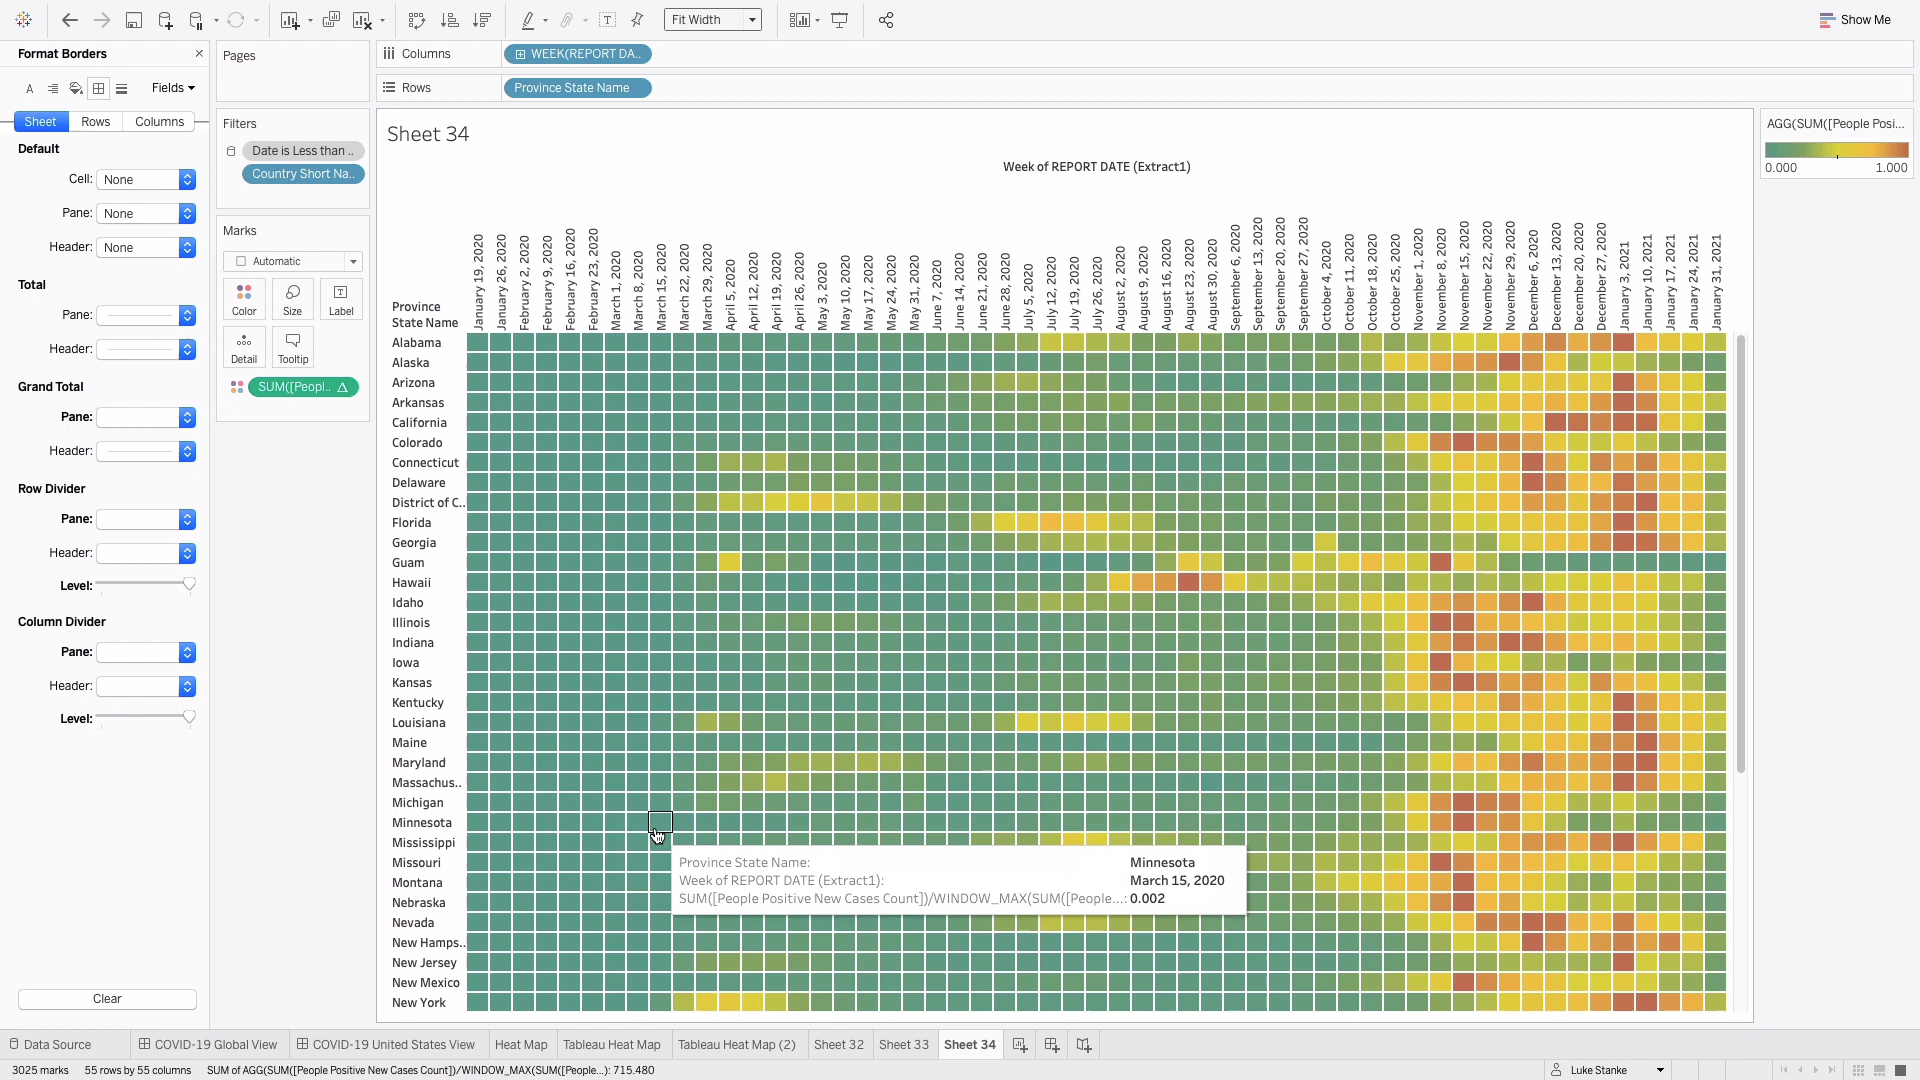 Fit Width
Show Me
Format Borders
Fields
Sheet
Rows
Columns
Default
Cell:
None
Pane:
None
Header:
None
Total
Pane:
Header:
Grand Total
Pane:
Header:
Row Divider
Pane:
Header:
Level:
Column Divider
Pane:
Header:
Level:
Clear
Pages
Filters
Date is Less than ..
Country Short Na..
Marks
Automatic
Color
Size
Label
Detail
Tooltip
SUM([Peopl..
Columns
WEEK(REPORT DA..
Rows
Province State Name
Sheet 34
Week of REPORT DATE (Extract1)
Province
State Name
January 19, 2020
January 26, 2020
February 2, 2020
February 9, 2020
February 16, 2020
February 23, 2020
March 1, 2020
March 8, 2020
March 15, 2020
March 22, 2020
March 29, 2020
April 5, 2020
April 12, 2020
April 19, 2020
April 26, 2020
May 3, 2020
May 10, 2020
May 17, 2020
May 24, 2020
May 31, 2020
June 7, 2020
June 14, 2020
June 21, 2020
June 28, 2020
July 5, 2020
July 12, 2020
July 19, 2020
July 26, 2020
August 2, 2020
August 9, 2020
August 16, 2020
August 23, 2020
August 30, 2020
September 6, 2020
September 13, 2020
September 20, 2020
September 27, 2020
October 4, 2020
October 11, 2020
October 18, 2020
October 25, 2020
November 1, 2020
November 8, 2020
November 15, 2020
November 22, 2020
November 29, 2020
December 6, 2020
December 13, 2020
December 20, 2020
December 27, 2020
January 3, 2021
January 10, 2021
January 17, 2021
January 24, 2021
January 31, 2021
Alabama
Alaska
Arizona
Arkansas
California
Colorado
Connecticut
Delaware
District of C..
Florida
Georgia
Guam
Hawaii
Idaho
Illinois
Indiana
Iowa
Kansas
Kentucky
Louisiana
Maine
Maryland
Massachus..
Michigan
Minnesota
Mississippi
Missouri
Montana
Nebraska
Nevada
New Hamps..
New Jersey
New Mexico
New York
Province State Name: Minnesota
Week of REPORT DATE (Extract1): March 15, 2020
SUM([People Positive New Cases Count])/WINDOW_MAX(SUM([People...: 0.002
AGG(SUM([People Posi...
0.000 1.000
Data Source
COVID-19 Global View
COVID-19 United States View
Heat Map
Tableau Heat Map
Tableau Heat Map (2)
Sheet 32
Sheet 33
Sheet 34
3025 marks
55 rows by 55 columns
SUM of AGG(SUM([People Positive New Cases Count])/WINDOW_MAX(SUM([People...): 715.480
Luke Stanke